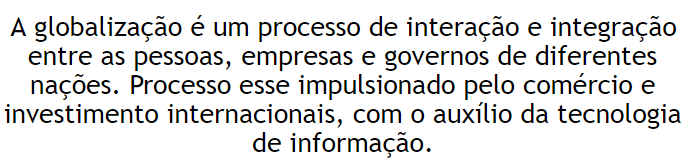 A globalização é um processo de interação e integração
entre as pessoas, empresas e governos de diferentes
nações. Processo esse impulsionado pelo comércio e
investimento internacionais, com o auxílio da tecnologia
de informação.